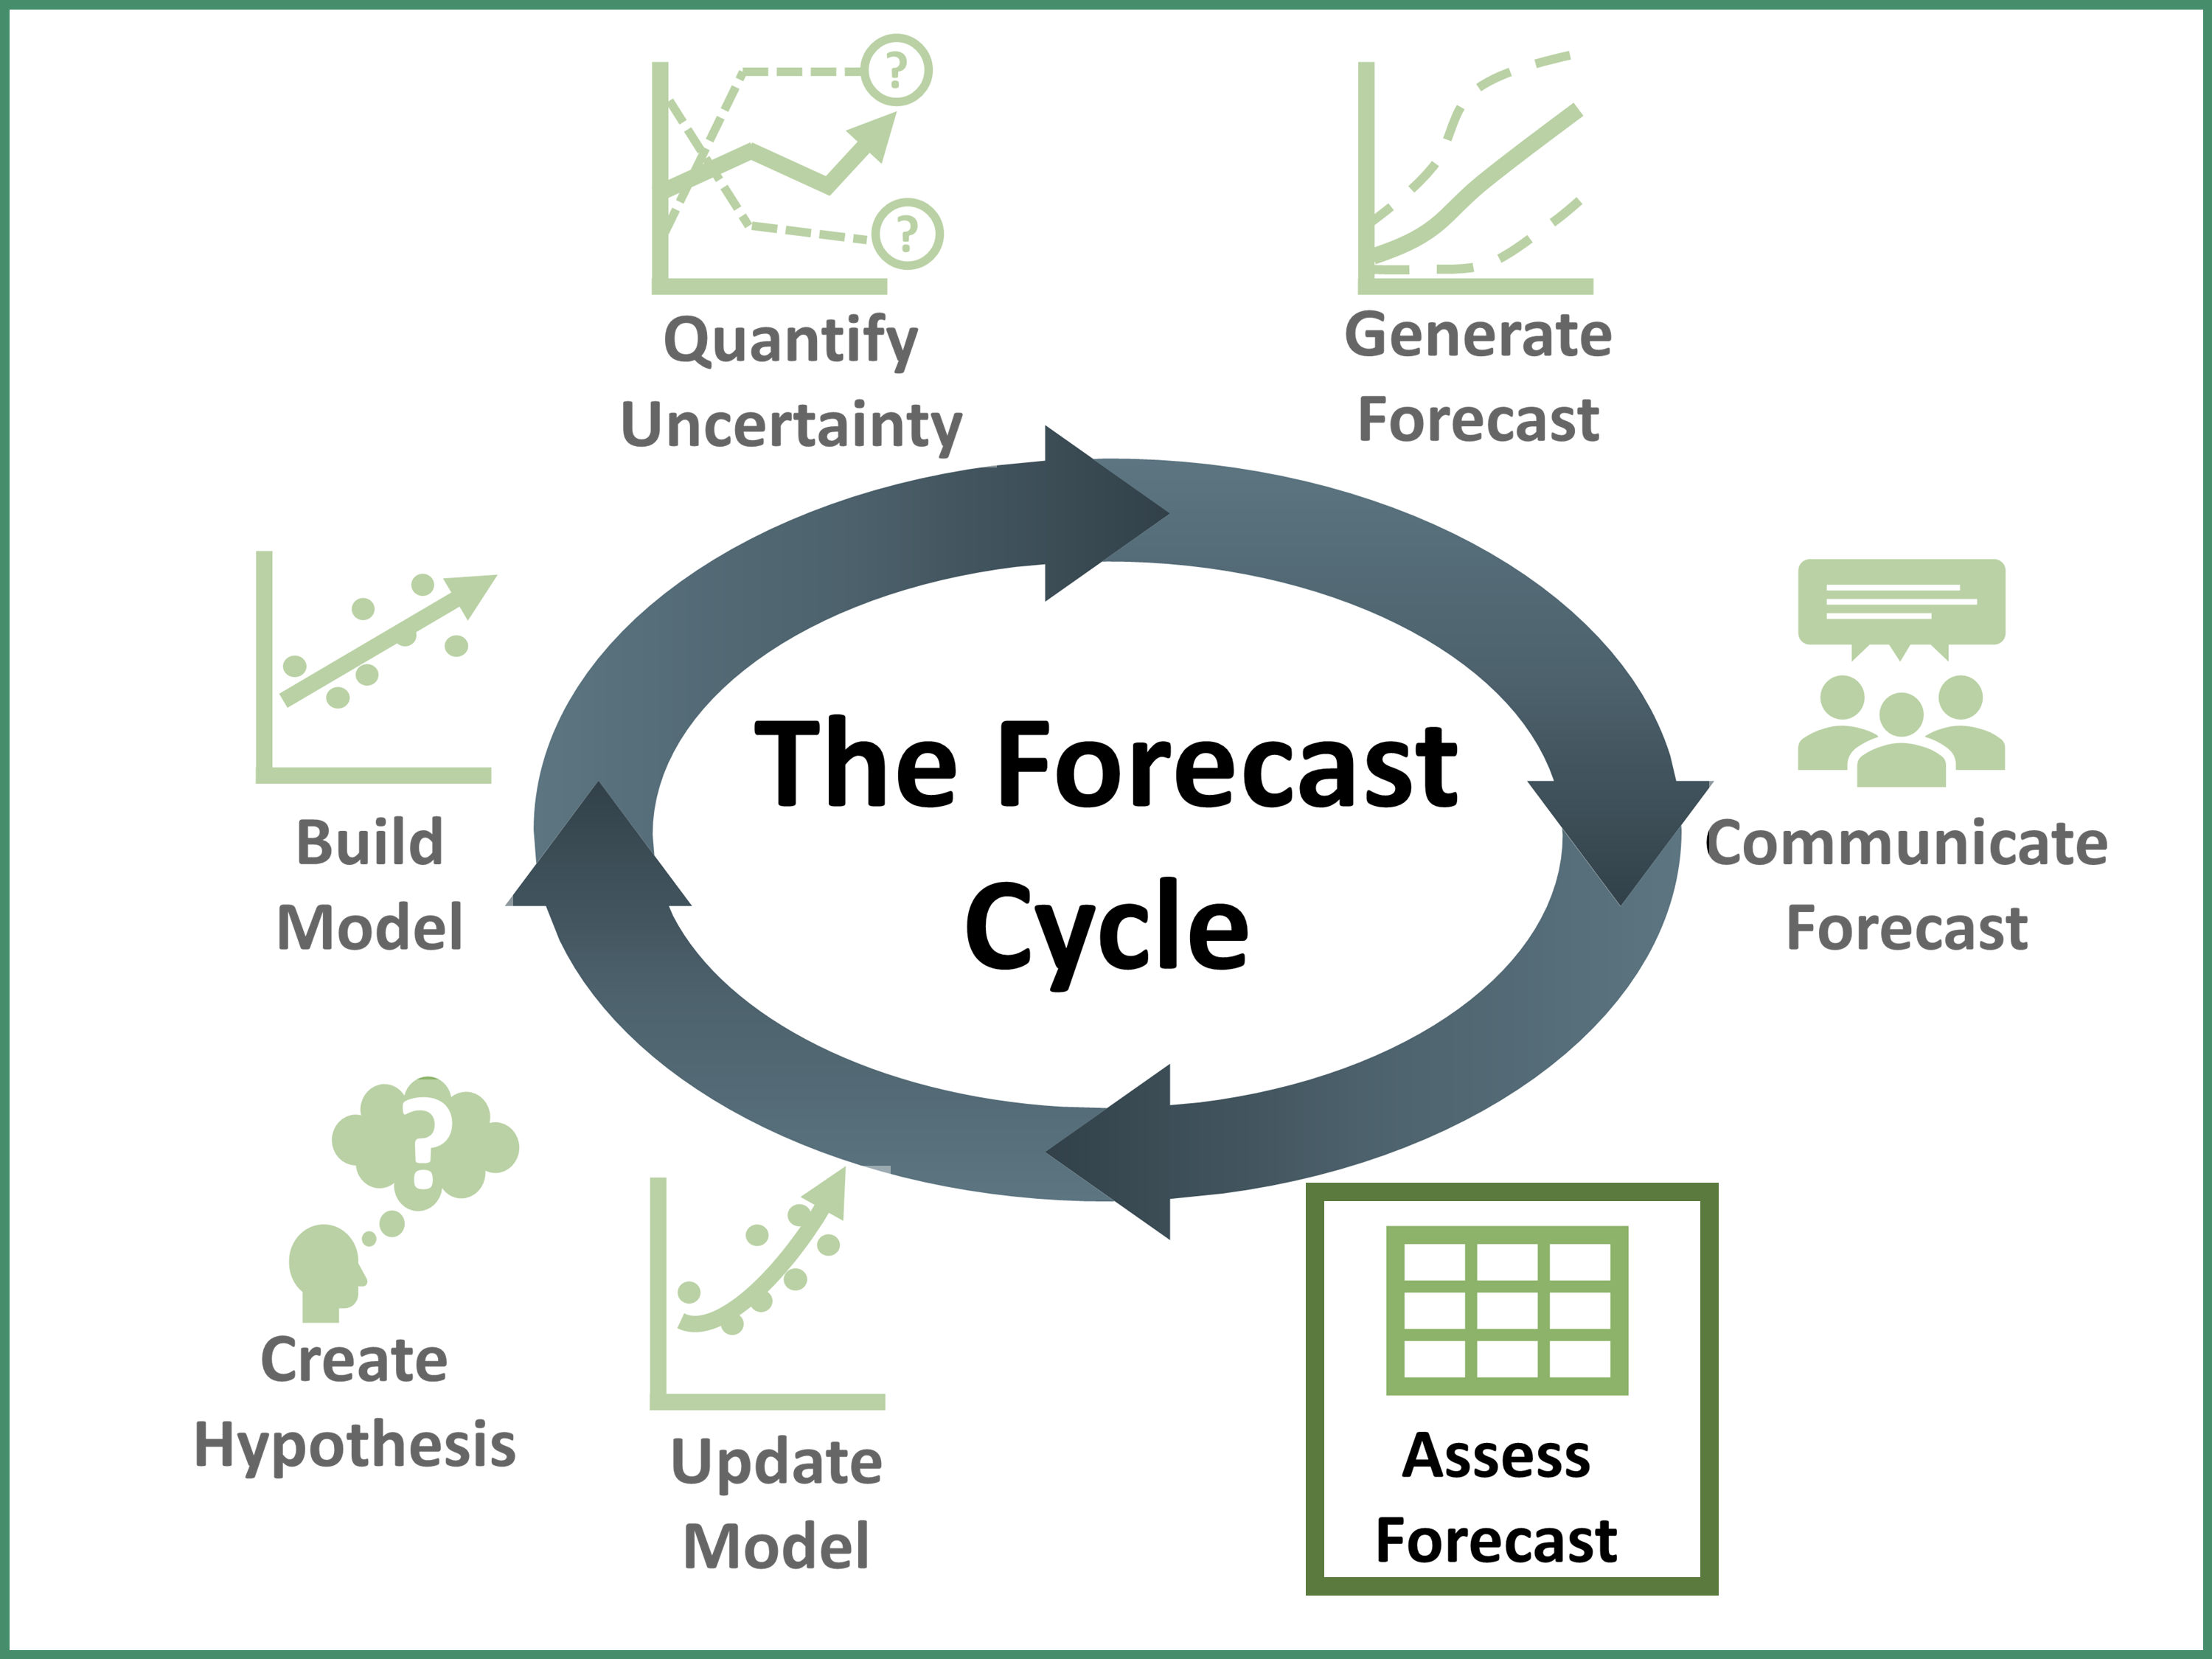 ?
?
Quantify
Uncertainty
Generate
Forecast
The Forecast
Cycle
Build
Model
Communicate
Forecast
?
Create
Hypothesis
Update
Model
Assess
Forecast